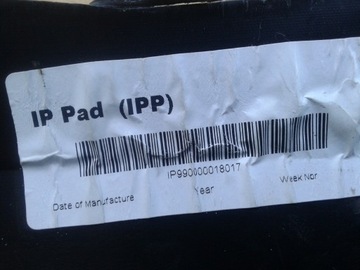 IP Pad (IPP)
IP990000018017
Date of Manufacture Year Week Nor